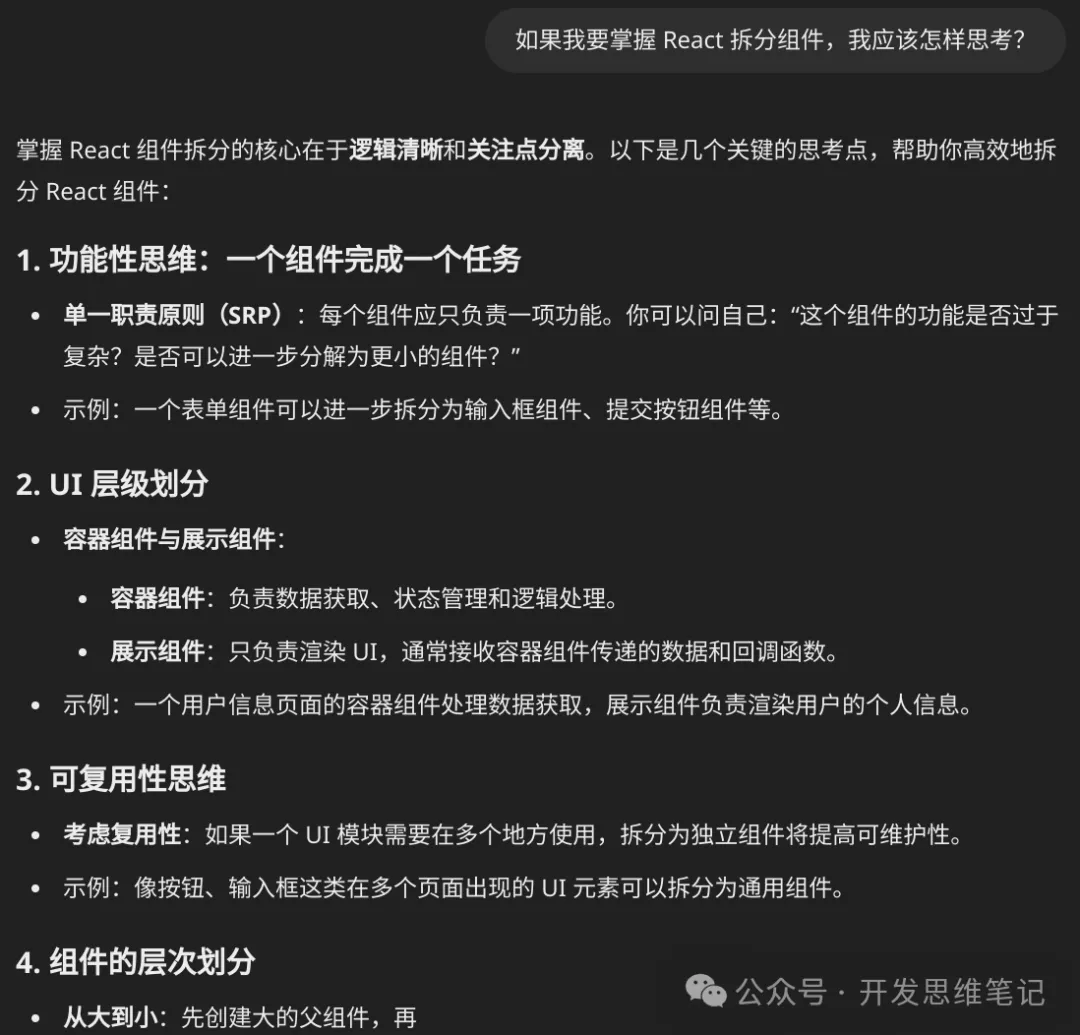 如果我要掌握 React 拆分组件，我应该怎样思考？
掌握 React 组件拆分的核心在于逻辑清晰和关注点分离。以下是几个关键的思考点，帮助你高效地拆
分 React 组件：
1. 功能性思维：一个组件完成一个任务
• 单一职责原则（SRP）：每个组件应只负责一项功能。你可以问自己：“这个组件的功能是否过于
复杂？是否可以进一步分解为更小的组件？”
• 示例：一个表单组件可以进一步拆分为输入框组件、提交按钮组件等。
2. UI 层级划分
• 容器组件与展示组件：
• 容器组件：负责数据获取、状态管理和逻辑处理。
• 展示组件：只负责渲染 UI，通常接收容器组件传递的数据和回调函数。
• 示例：一个用户信息页面的容器组件处理数据获取，展示组件负责渲染用户的个人信息。
3. 可复用性思维
• 考虑复用性：如果一个 UI 模块需要在多个地方使用，拆分为独立组件将提高可维护性。
• 示例：像按钮、输入框这类在多个页面出现的 UI 元素可以拆分为通用组件。
4. 组件的层次划分
• 从大到小：先创建大的父组件，再
公众号 · 开发思维笔记